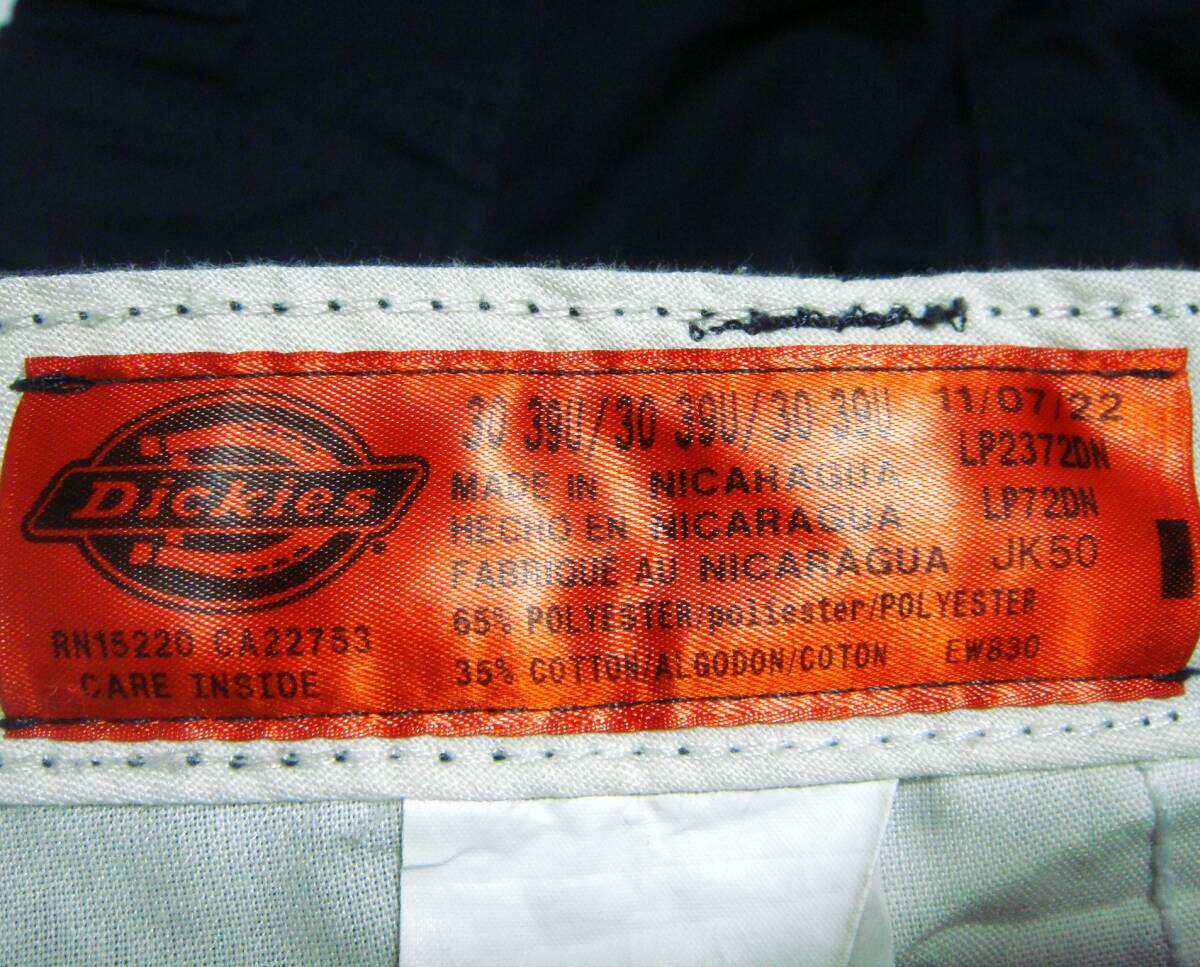 Dickies
RN15220 CA22753
CARE INSIDE
30 39U/30 39U/30 39U
MADE IN NICARAGUA
HECHO EN NICARAGUA
FABRIQUÉ AU NICARAGUA
65% POLYESTER/poliester/POLYESTER
35% COTTON/ALGODON/COTON EW830
11/07/22
LP2372DN
LP72DN
JK50